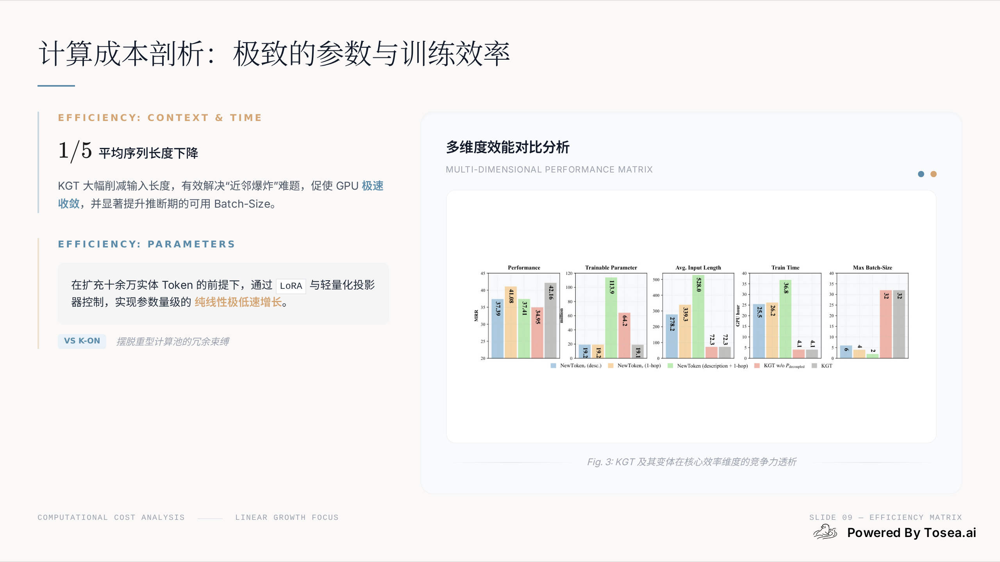 计算成本剖析：极致的参数与训练效率
EFFICIENCY: CONTEXT & TIME
1/5 平均序列长度下降
KGT 大幅削减输入长度，有效解决“近邻爆炸”难题，促使 GPU 极速
收敛，并显著提升推断期的可用 Batch-Size。
EFFICIENCY: PARAMETERS
在扩充十余万实体 Token 的前提下，通过 LoRA 与轻量化投影
器控制，实现参数量级的 纯线性极低速增长。
VS K-ON 摆脱重型计算池的冗余束缚
多维度效能对比分析
MULTI-DIMENSIONAL PERFORMANCE MATRIX
Performance
MRR
45
40
35
30
25
20
37.39
41.08
37.41
34.95
42.16
Trainable Parameter
million
120
100
80
60
40
20
0
19.2
19.2
113.9
64.2
19.1
Avg. Input Length
500
400
300
200
100
0
278.2
339.3
528.0
72.3
72.3
Train Time
GPU hour
40
35
30
25
20
15
10
5
0
25.5
26.2
36.8
4.1
4.1
Max Batch-Size
40
35
30
25
20
15
10
5
0
6
4
2
32
32
NewToken_t (desc.) NewToken_s (1-hop) NewToken (description + 1-hop) KGT w/o P_decoupled KGT
Fig. 3: KGT 及其变体在核心效率维度的竞争力透析
COMPUTATIONAL COST ANALYSIS LINEAR GROWTH FOCUS
SLIDE 09 — EFFICIENCY MATRIX
Powered By Tosea.ai